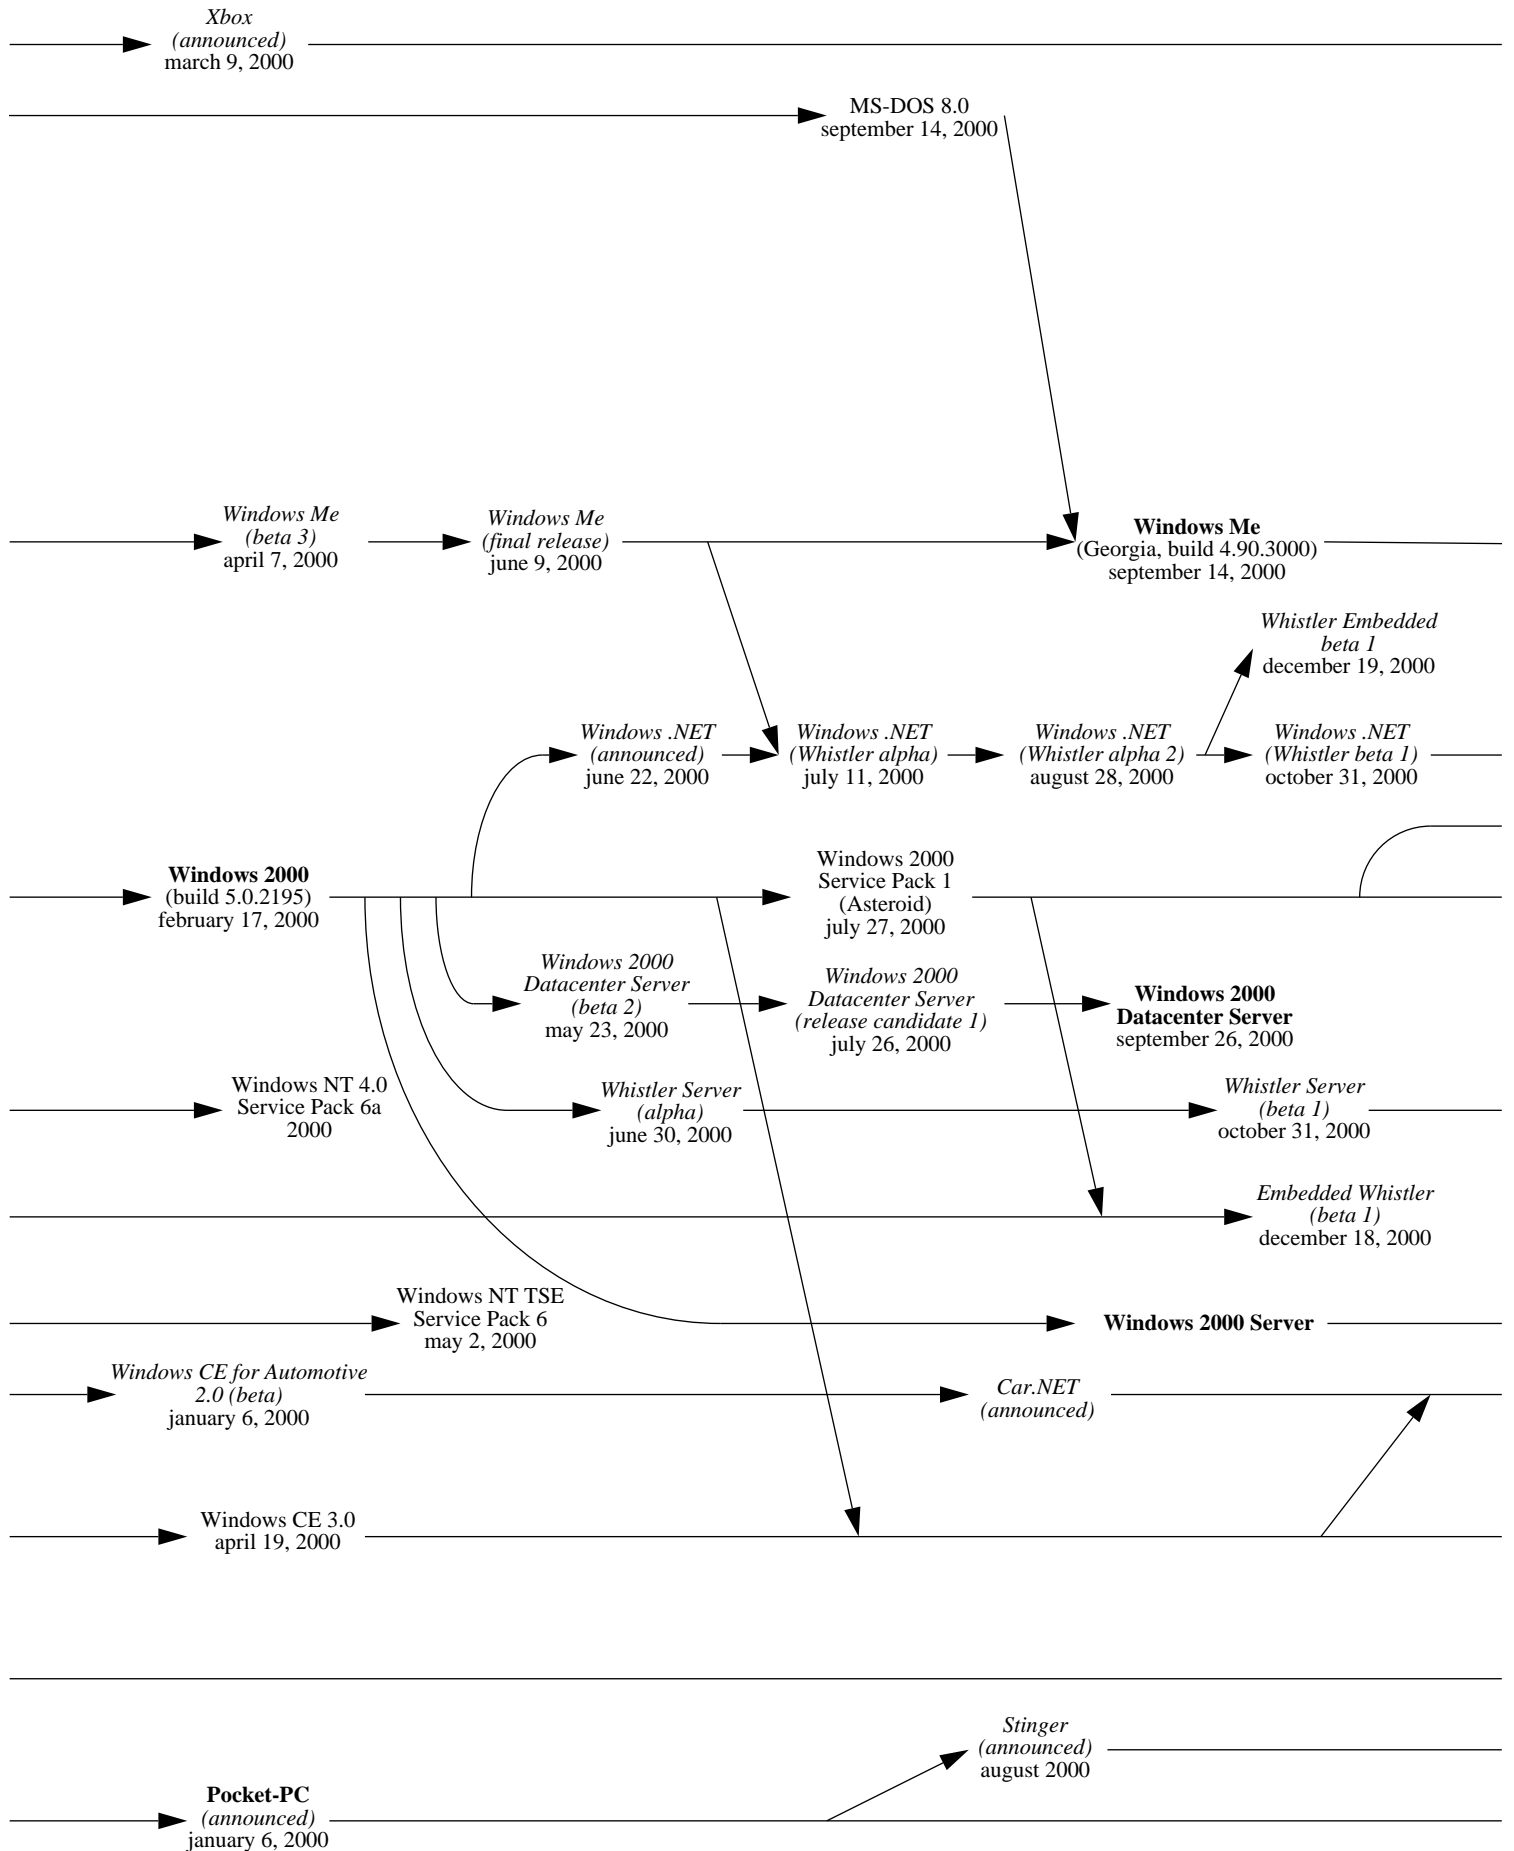 Xbox
(announced)
march 9, 2000
MS-DOS 8.0
september 14, 2000
Windows Me
(beta 3)
april 7, 2000
Windows Me
(final release)
june 9, 2000
Windows Me
(Georgia, build 4.90.3000)
september 14, 2000
Whistler Embedded
beta 1
december 19, 2000
Windows .NET
(announced)
june 22, 2000
Windows .NET
(Whistler alpha)
july 11, 2000
Windows .NET
(Whistler alpha 2)
august 28, 2000
Windows .NET
(Whistler beta 1)
october 31, 2000
Windows 2000
(build 5.0.2195)
february 17, 2000
Windows 2000
Service Pack 1
(Asteroid)
july 27, 2000
Windows 2000
Datacenter Server
(beta 2)
may 23, 2000
Windows 2000
Datacenter Server
(release candidate 1)
july 26, 2000
Windows 2000
Datacenter Server
september 26, 2000
Windows NT 4.0
Service Pack 6a
2000
Whistler Server
(alpha)
june 30, 2000
Whistler Server
(beta 1)
october 31, 2000
Embedded Whistler
(beta 1)
december 18, 2000
Windows NT TSE
Service Pack 6
may 2, 2000
Windows 2000 Server
Windows CE for Automotive
2.0 (beta)
january 6, 2000
Car.NET
(announced)
Windows CE 3.0
april 19, 2000
Stinger
(announced)
august 2000
Pocket-PC
(announced)
january 6, 2000